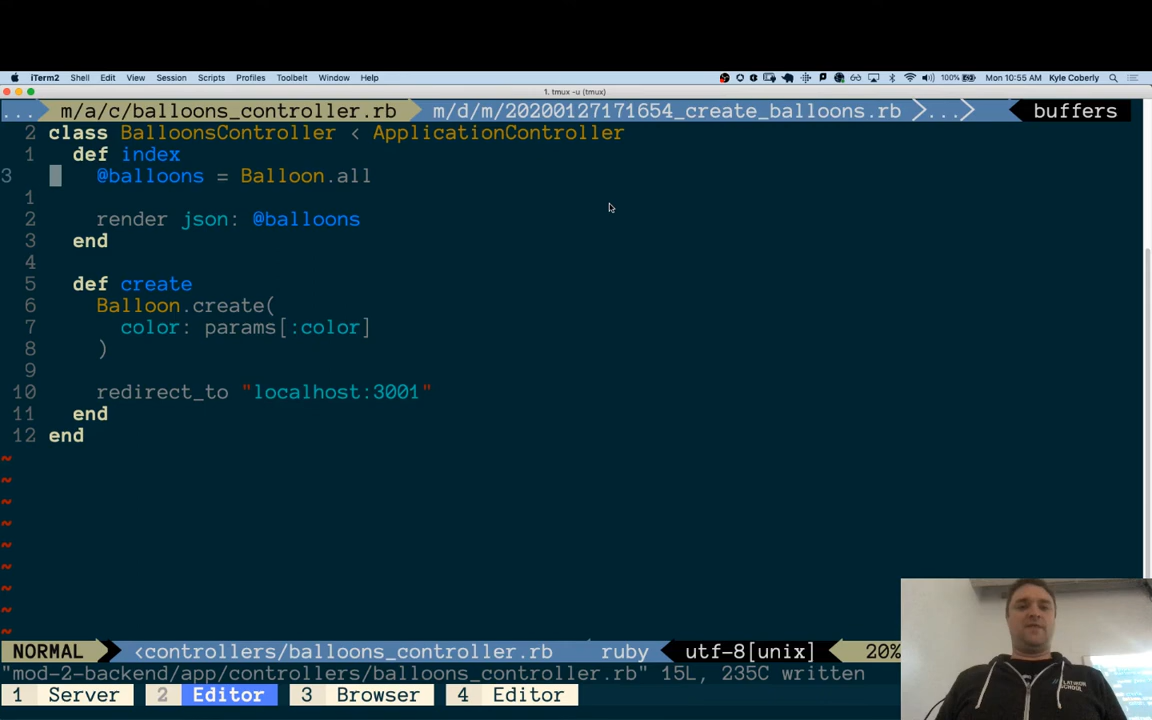 iTerm2 Shell Edit View Session Scripts Profiles Toolbelt Window Help 100% Mon 10:55 AM Kyle Coberly
1. tmux -u (tmux)
... m/a/c/balloons_controller.rb m/d/m/20200127171654_create_balloons.rb ... buffers
2 class BalloonsController < ApplicationController
1 def index
3 @balloons = Balloon.all
1
2 render json: @balloons
3 end
4
5 def create
6 Balloon.create(
7 color: params[:color]
8 )
9
10 redirect_to "localhost:3001"
11 end
12 end
~
~
~
~
~
~
~
~
~
NORMAL <controllers/balloons_controller.rb ruby utf-8[unix] 20%
"mod-2-backend/app/controllers/balloons_controller.rb" 15L, 235C written
1 Server 2 Editor 3 Browser 4 Editor